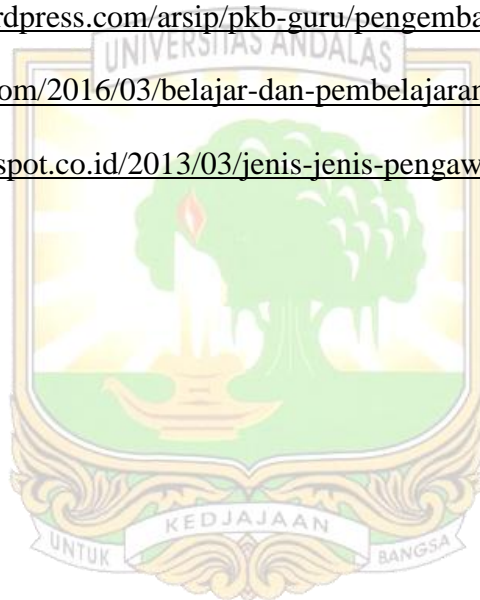 rdpress.com/arsip/pkb-guru/pengemba
UNIVERSITAS ANDALAS
om/2016/03/belajar-dan-pembelajaran
spot.co.id/2013/03/jenis-jenis-pengaw
UNTUK KEDJAJAAN BANGSA